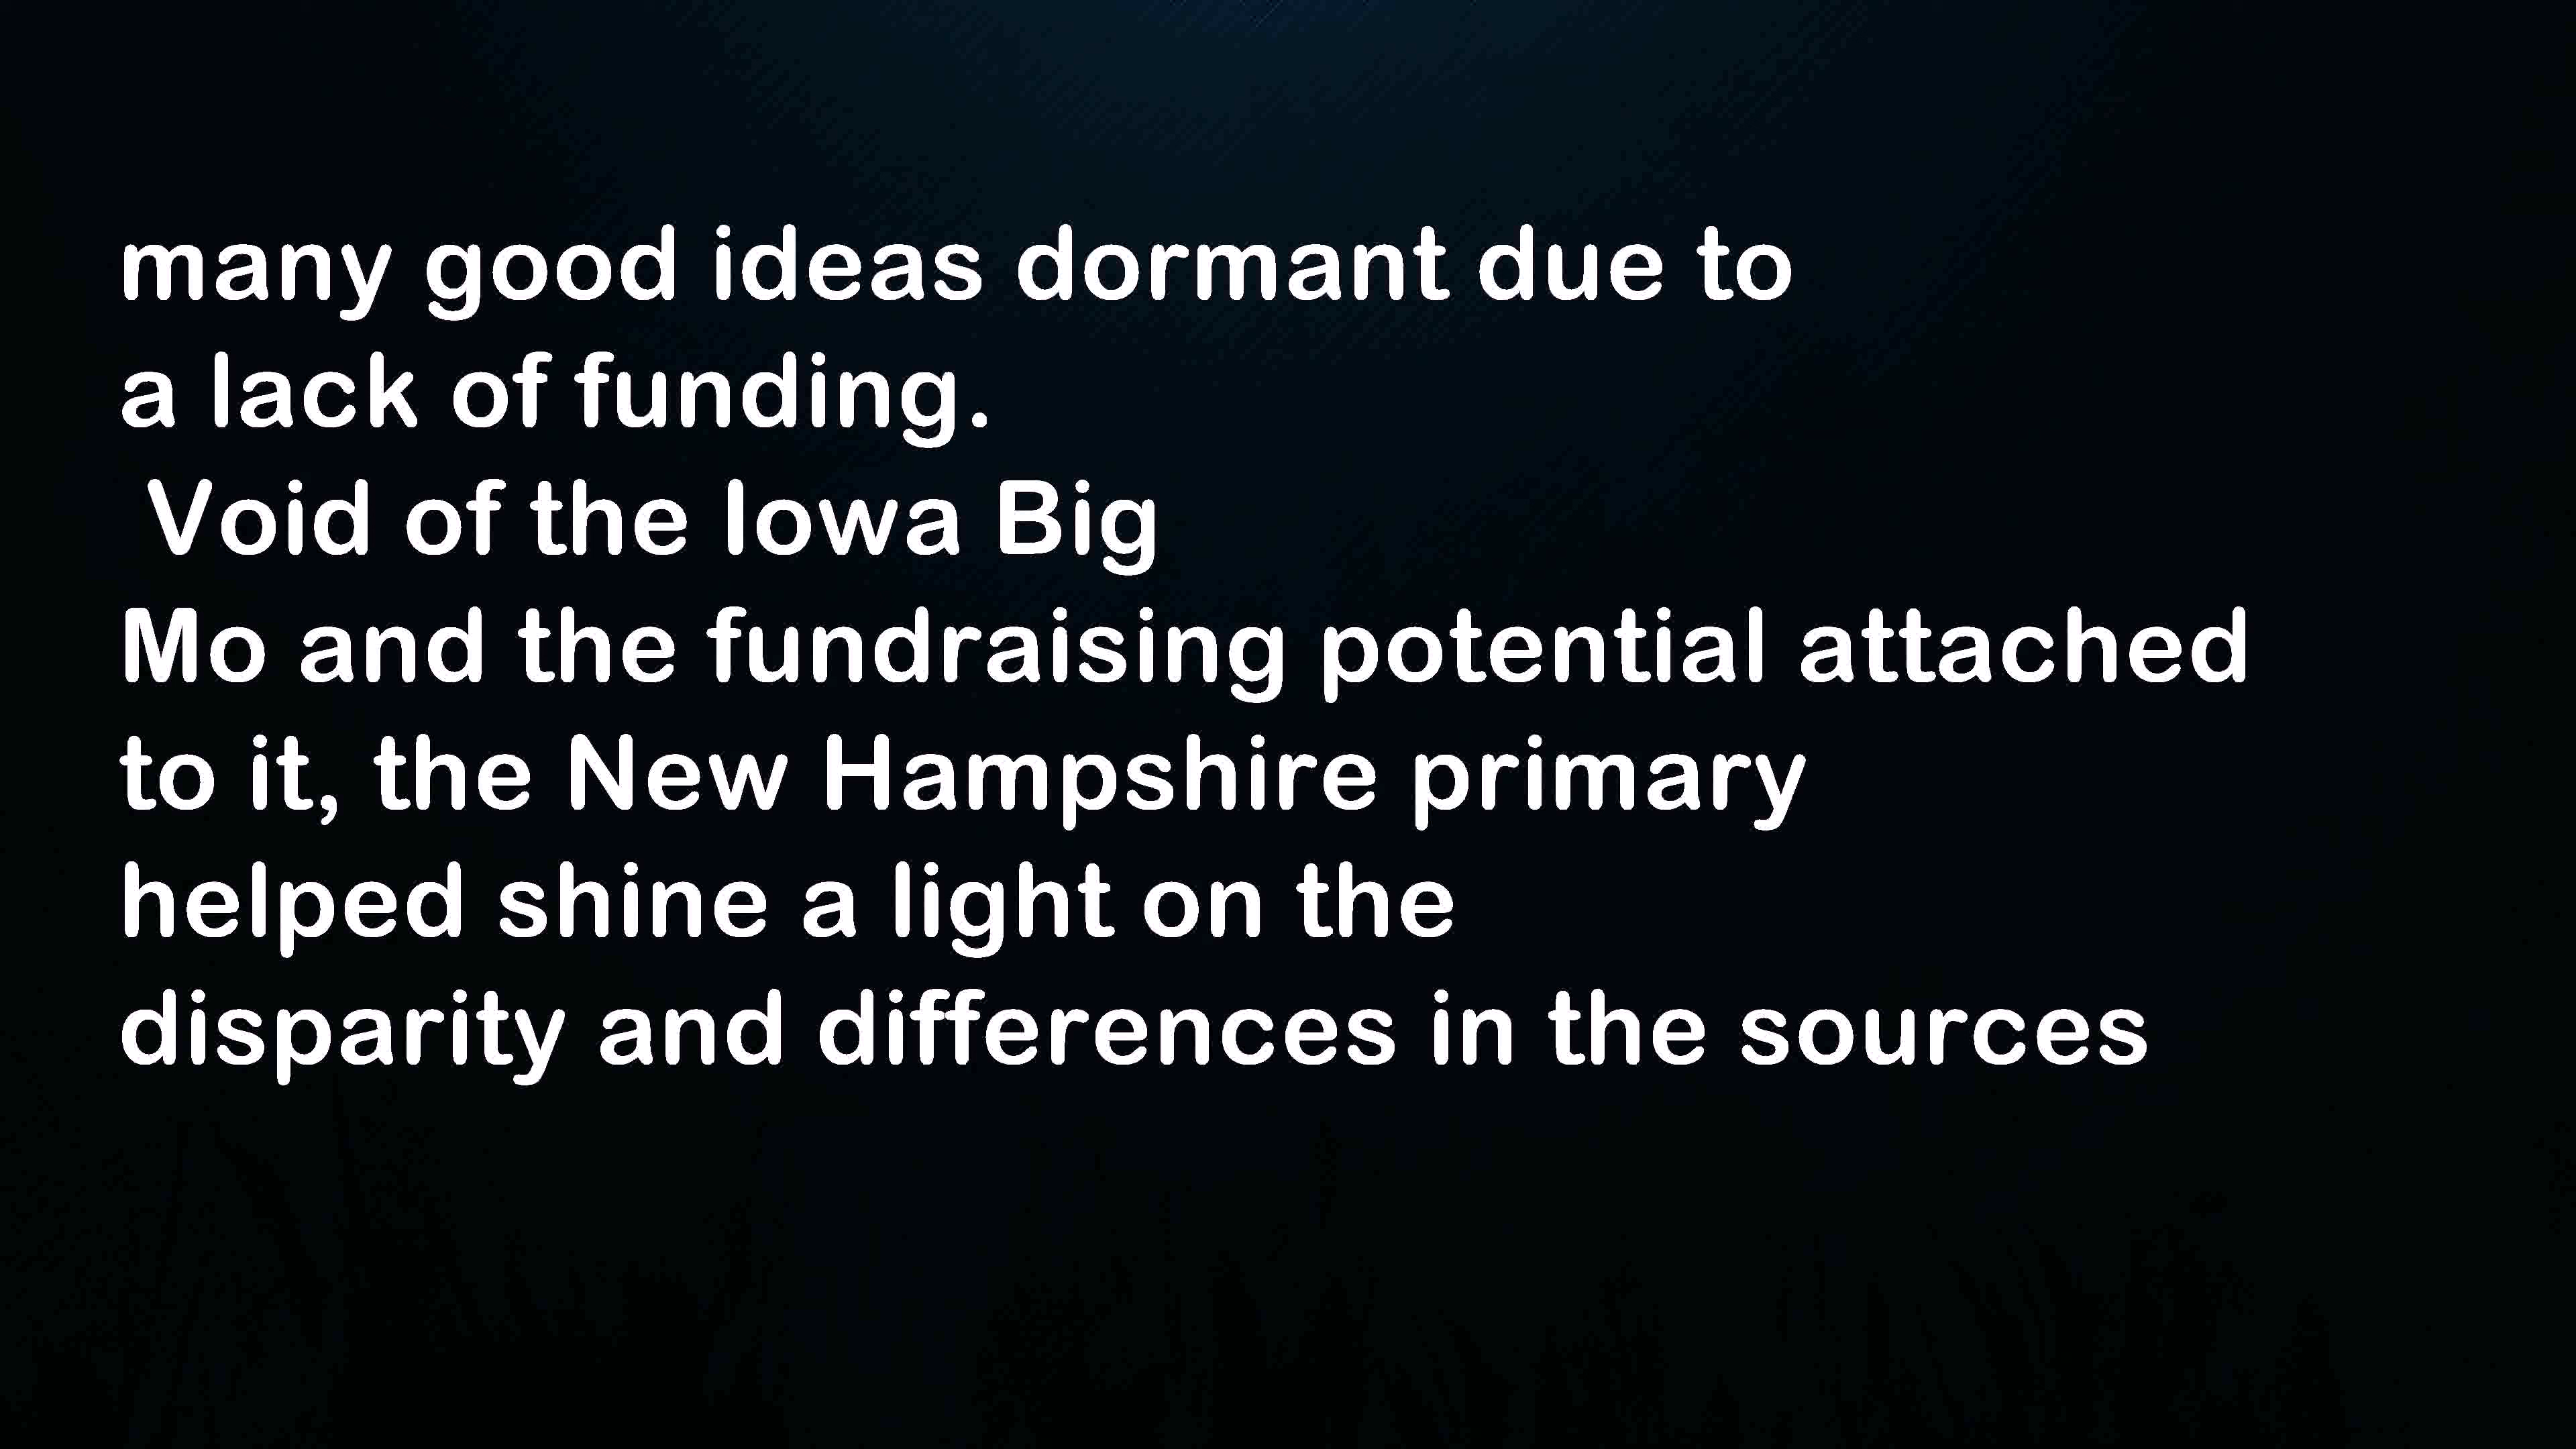 many good ideas dormant due to
a lack of funding.
Void of the Iowa Big
Mo and the fundraising potential attached
to it, the New Hampshire primary
helped shine a light on the
disparity and differences in the sources